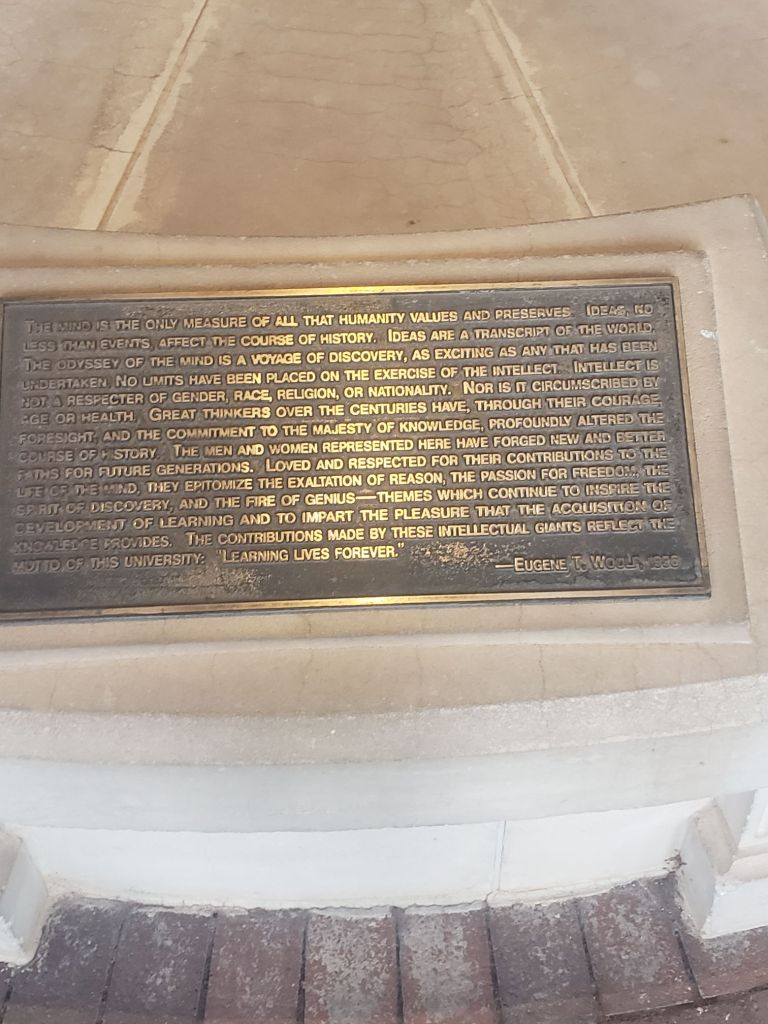 THE MIND IS THE ONLY MEASURE OF ALL THAT HUMANITY VALUES AND PRESERVES. IDEAS, NO
LESS THAN EVENTS, AFFECT THE COURSE OF HISTORY. IDEAS ARE A TRANSCRIPT OF THE WORLD.
THE ODYSSEY OF THE MIND IS A VOYAGE OF DISCOVERY, AS EXCITING AS ANY THAT HAS BEEN
UNDERTAKEN. NO LIMITS HAVE BEEN PLACED ON THE EXERCISE OF THE INTELLECT. INTELLECT IS
NOT A RESPECTER OF GENDER, RACE, RELIGION, OR NATIONALITY. NOR IS IT CIRCUMSCRIBED BY
AGE OR HEALTH. GREAT THINKERS OVER THE CENTURIES HAVE, THROUGH THEIR COURAGE,
FORESIGHT, AND THE COMMITMENT TO THE MAJESTY OF KNOWLEDGE, PROFOUNDLY ALTERED THE
COURSE OF HISTORY. THE MEN AND WOMEN REPRESENTED HERE HAVE FORGED NEW AND BETTER
PATHS FOR FUTURE GENERATIONS. LOVED AND RESPECTED FOR THEIR CONTRIBUTIONS TO THE
LIFE OF THE MIND, THEY EPITOMIZE THE EXALTATION OF REASON, THE PASSION FOR FREEDOM, THE
SPIRIT OF DISCOVERY, AND THE FIRE OF GENIUS—THEMES WHICH CONTINUE TO INSPIRE THE
DEVELOPMENT OF LEARNING AND TO IMPART THE PLEASURE THAT THE ACQUISITION OF
KNOWLEDGE PROVIDES. THE CONTRIBUTIONS MADE BY THESE INTELLECTUAL GIANTS REFLECT THE
MOTTO OF THIS UNIVERSITY: "LEARNING LIVES FOREVER."
—EUGENE T. WOOLF,